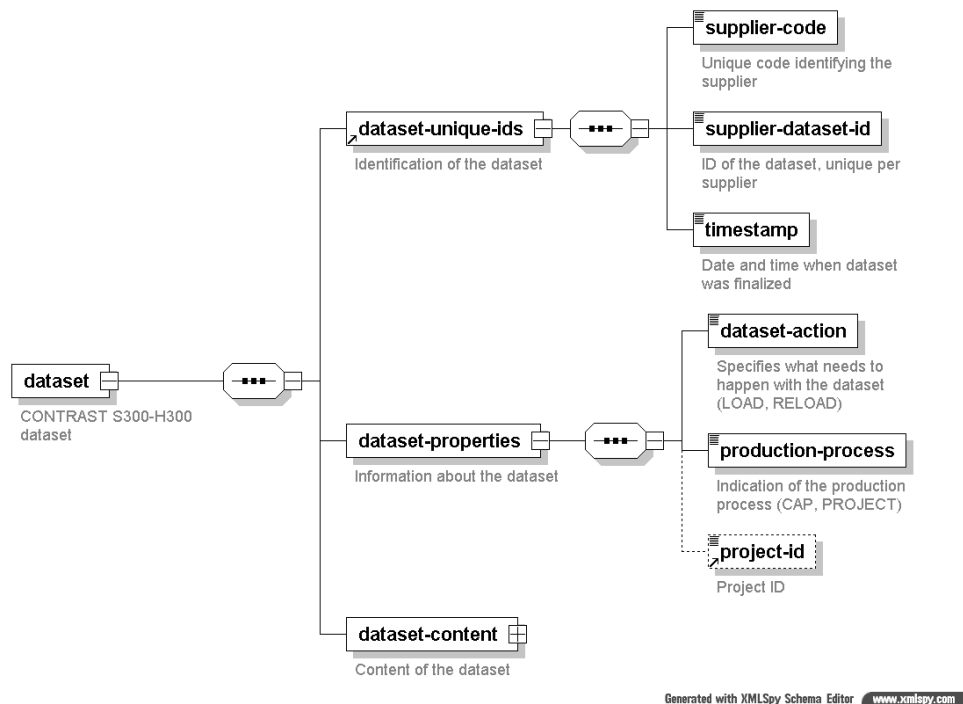 supplier-code
Unique code identifying the
supplier
dataset-unique-ids
Identification of the dataset
supplier-dataset-id
ID of the dataset, unique per
supplier
timestamp
Date and time when dataset
was finalized
dataset
CONTRAST S300-H300
dataset
dataset-properties
Information about the dataset
dataset-action
Specifies what needs to
happen with the dataset
(LOAD, RELOAD)
production-process
Indication of the production
process (CAP, PROJECT)
project-id
Project ID
dataset-content
Content of the dataset
Generated with XMLSpy Schema Editor www.xmlspy.com